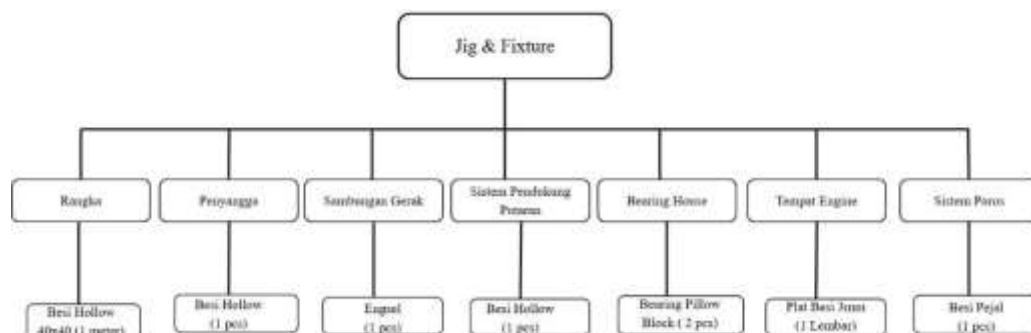 Jig & Fixture
Rangka
Penyangga
Sambungan Gerak
Sistem Pendukung
Putaran
Bearing House
Tempat Engine
Sistem Poros
Besi Hollow
40x40 (1 meter)
Besi Hollow
(1 pcs)
Engsel
(1 pcs)
Besi Hollow
(1 pcs)
Bearing Pillow
Block ( 2 pcs)
Plat Besi
(1 Lembar)
Besi Pejal
(1 pcs)